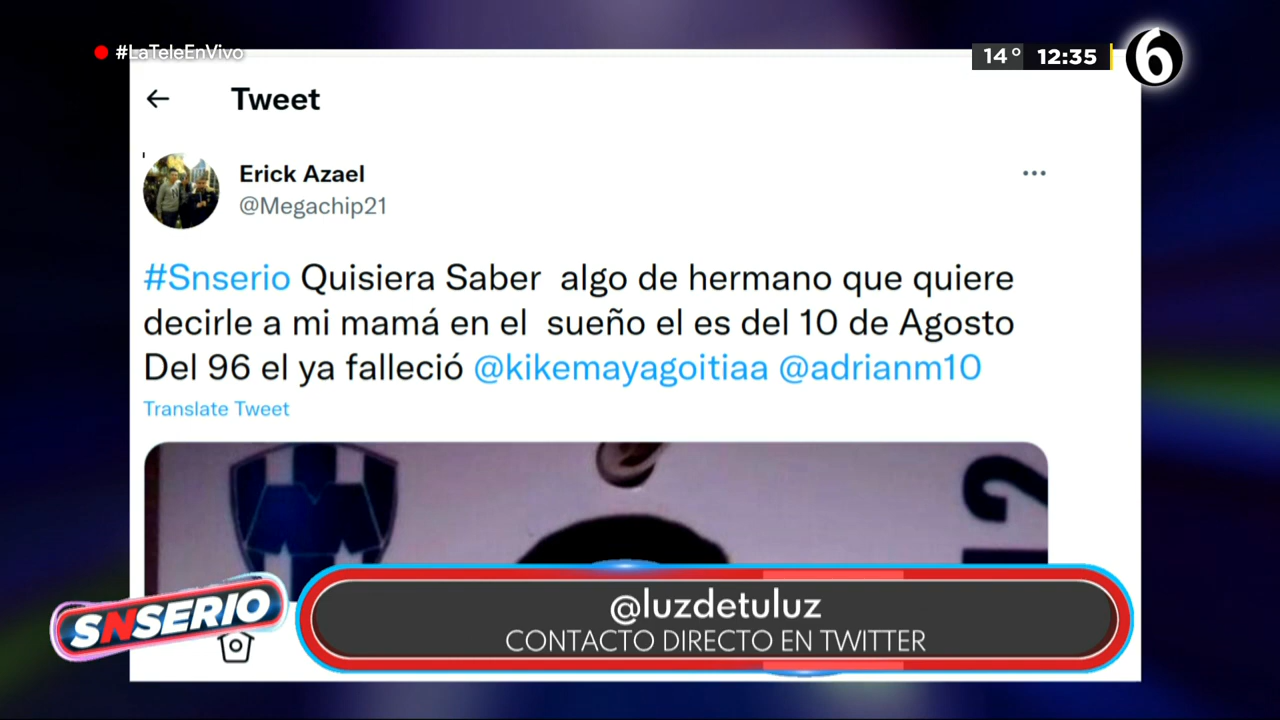 #LaTeleEnVivo
14° 12:35
6
Tweet
Erick Azael
@Megachip21
#Snserio Quisiera Saber algo de hermano que quiere
decirle a mi mamá en el sueño el es del 10 de Agosto
Del 96 el ya falleció @kikemayagoitiaa @adrianm10
Translate Tweet
SNSERIO
@luzdetuluz
CONTACTO DIRECTO EN TWITTER